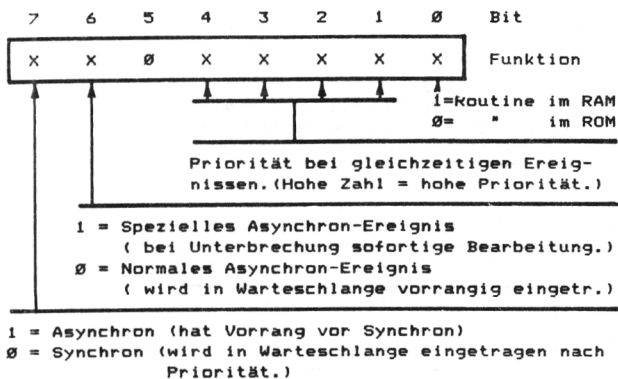 7 6 5 4 3 2 1 Ø Bit
X X Ø X X X X X Funktion
1=Routine im RAM
Ø= " im ROM
Priorität bei gleichzeitigen Ereig-
nissen.(Hohe Zahl = hohe Priorität.)
1 = Spezielles Asynchron-Ereignis
( bei Unterbrechung sofortige Bearbeitung.)
Ø = Normales Asynchron-Ereignis
( wird in Warteschlange vorrangig eingetr.)
1 = Asynchron (hat Vorrang vor Synchron)
Ø = Synchron (wird in Warteschlange eingetragen nach
Priorität.)